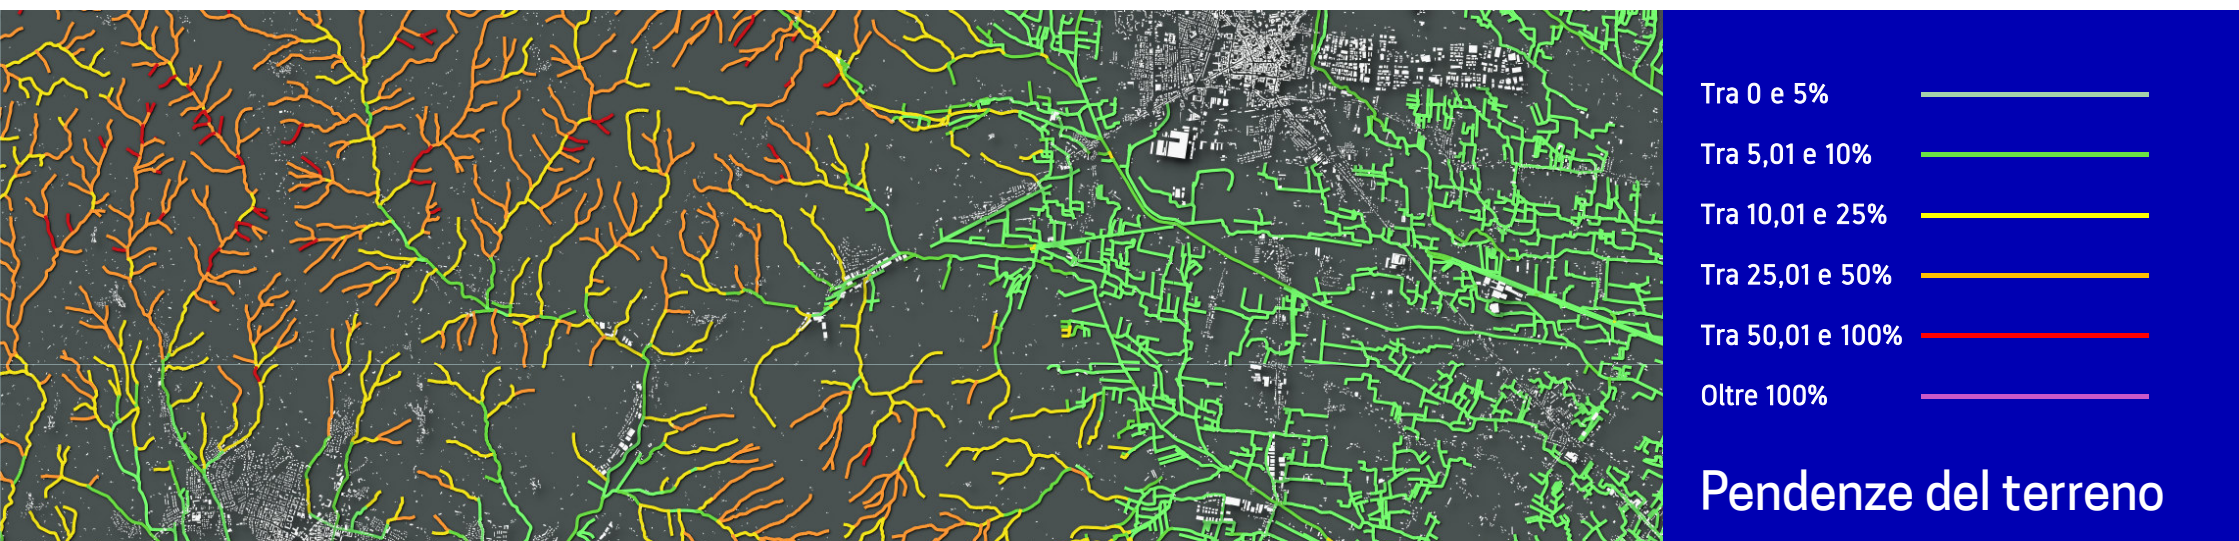 Tra 0 e 5%
Tra 5,01 e 10%
Tra 10,01 e 25%
Tra 25,01 e 50%
Tra 50,01 e 100%
Oltre 100%
Pendenze del terreno